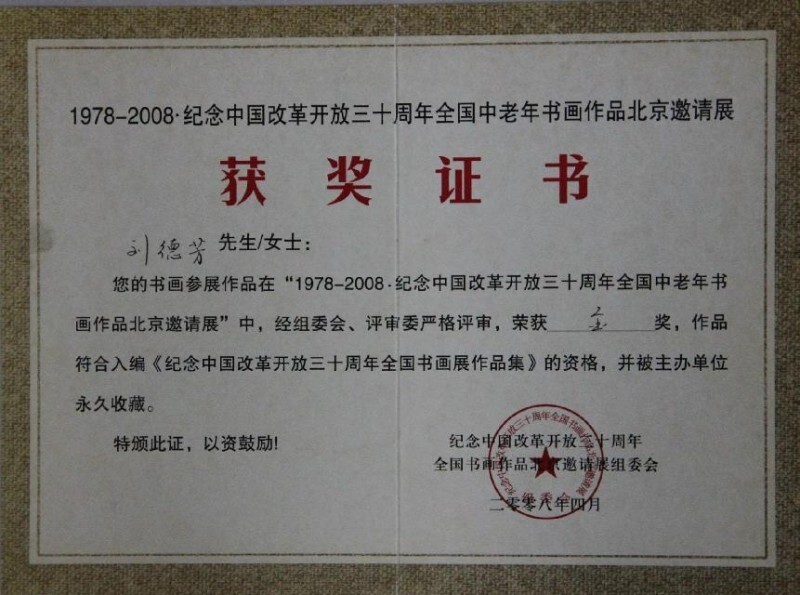 1978-2008·纪念中国改革开放三十周年全国中老年书画作品北京邀请展
获奖证书
刘德芳 先生/女士：
您的书画参展作品在“1978-2008·纪念中国改革开放三十周年全国中老年书
画作品北京邀请展”中，经组委会、评审委严格评审，荣获 金 奖，作品
符合入编《纪念中国改革开放三十周年全国书画展作品集》的资格，并被主办单位
永久收藏。
特颁此证，以资鼓励!
纪念中国改革开放三十周年
全国书画作品北京邀请展组委会
二零零八年四月
组委会